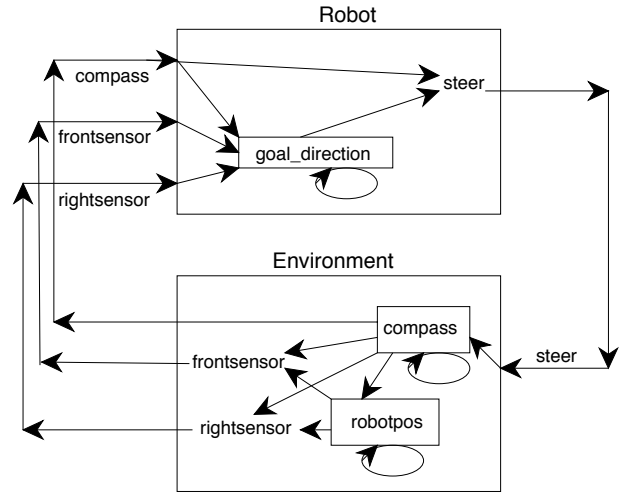 Robot
compass
steer
frontsensor
goal_direction
rightsensor
Environment
compass
steer
frontsensor
robotpos
rightsensor